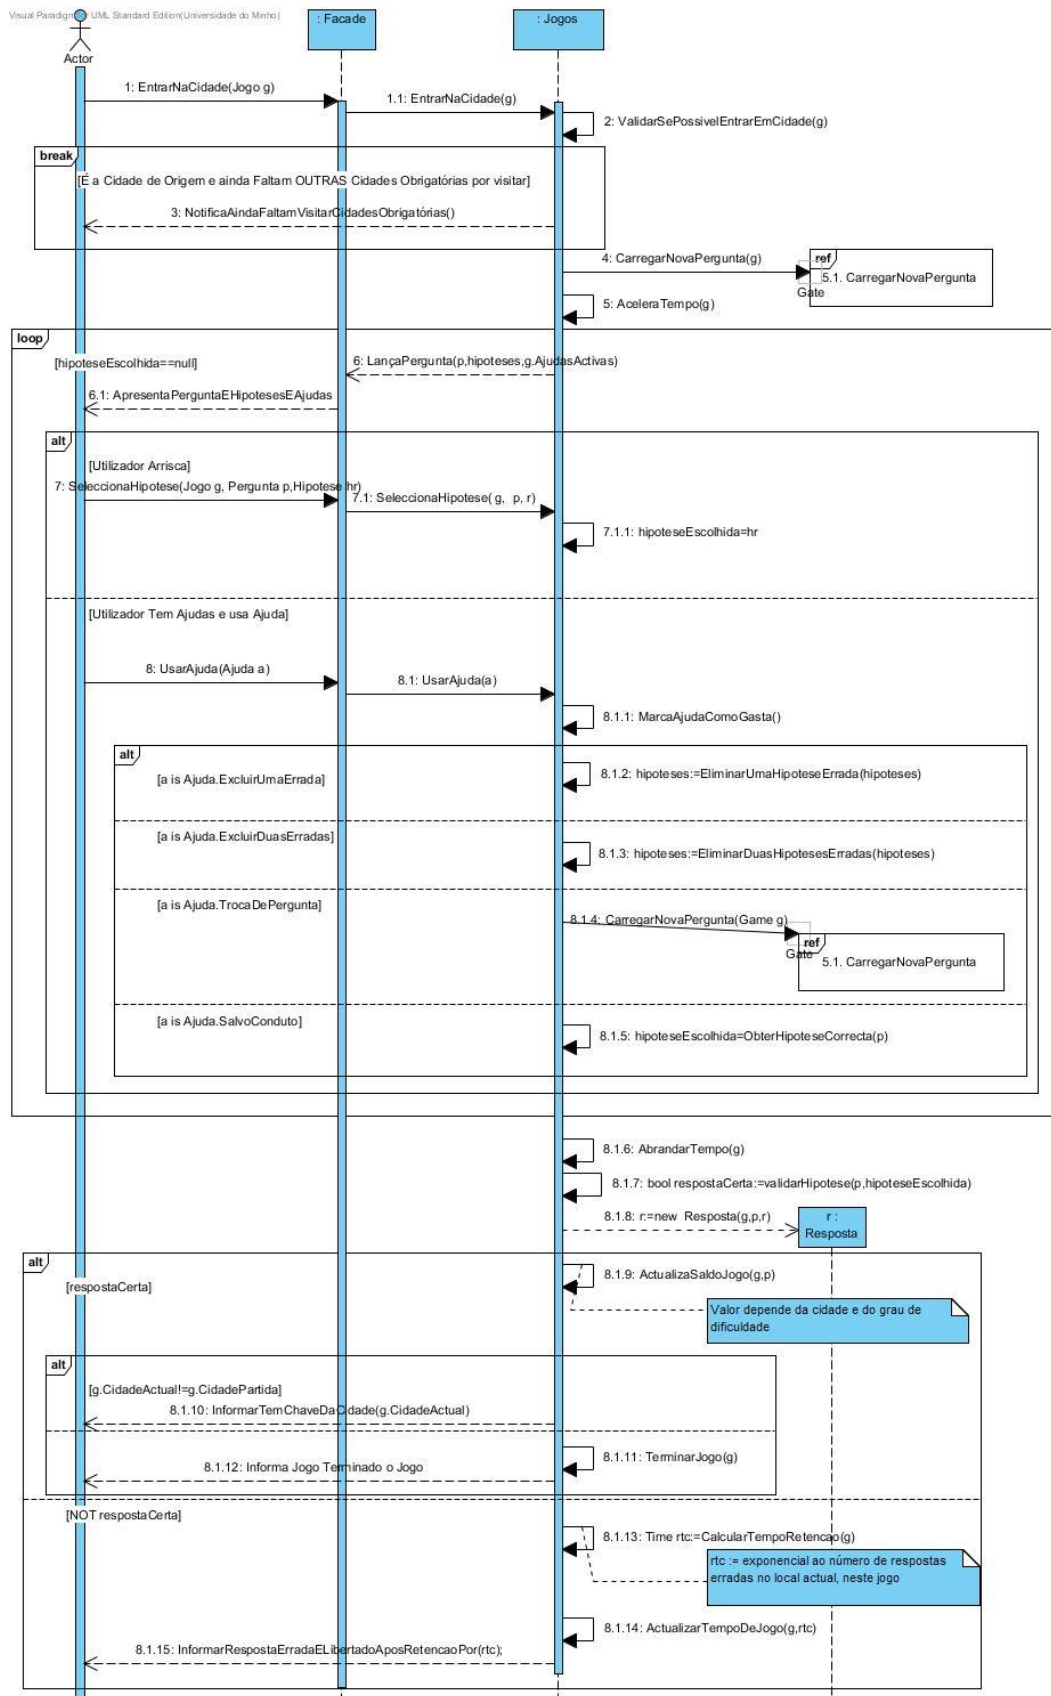 Visual Paradigm for UML Standard Edition(Universidade do Minho)
: Facade
: Jogos
Actor
1: EntrarNaCidade(Jogo g)
1.1: EntrarNaCidade(g)
2: ValidarSePossivelEntrarEmCidade(g)
break
[É a Cidade de Origem e ainda Faltam OUTRAS Cidades Obrigatórias por visitar]
3: NotificaAindaFaltamVisitarCidadesObrigatórias()
4: CarregarNovaPergunta(g)
ref
5.1. CarregarNovaPergunta
Gate
5: AceleraTempo(g)
loop
[hipoteseEscolhida==null]
6: LançaPergunta(p,hipoteses,g.AjudasActivas)
6.1: ApresentaPerguntaEHipotesesEAjudas
alt
[Utilizador Arrisca]
7: SeleccionaHipotese(Jogo g, Pergunta p,Hipotese hr)
7.1: SeleccionaHipotese( g, p, r)
7.1.1: hipoteseEscolhida=hr
[Utilizador Tem Ajudas e usa Ajuda]
8: UsarAjuda(Ajuda a)
8.1: UsarAjuda(a)
8.1.1: MarcaAjudaComoGasta()
alt
[a is Ajuda.ExcluirUmaErrada]
8.1.2: hipoteses:=EliminarUmaHipoteseErrada(hipoteses)
[a is Ajuda.ExcluirDuasErradas]
8.1.3: hipoteses:=EliminarDuasHipotesesErradas(hipoteses)
[a is Ajuda.TrocaDePergunta]
8.1.4: CarregarNovaPergunta(Game g)
ref
Gate
5.1. CarregarNovaPergunta
[a is Ajuda.SalvoConduto]
8.1.5: hipoteseEscolhida=ObterHipoteseCorrecta(p)
8.1.6: AbrandarTempo(g)
8.1.7: bool respostaCerta:=validarHipotese(p,hipoteseEscolhida)
8.1.8: r:=new Resposta(g,p,r)
r :
Resposta
alt
[respostaCerta]
8.1.9: ActualizaSaldoJogo(g,p)
Valor depende da cidade e do grau de
dificuldade
alt
[g.CidadeActual!=g.CidadePartida]
8.1.10: InformarTemChaveDaCidade(g.CidadeActual)
8.1.11: TerminarJogo(g)
8.1.12: Informa Jogo Terminado o Jogo
[NOT respostaCerta]
8.1.13: Time rtc:=CalcularTempoRetencao(g)
rtc := exponencial ao número de respostas
erradas no local actual, neste jogo
8.1.14: ActualizarTempoDeJogo(g,rtc)
8.1.15: InformarRespostaErradaELibertadoAposRetencaoPor(rtc);